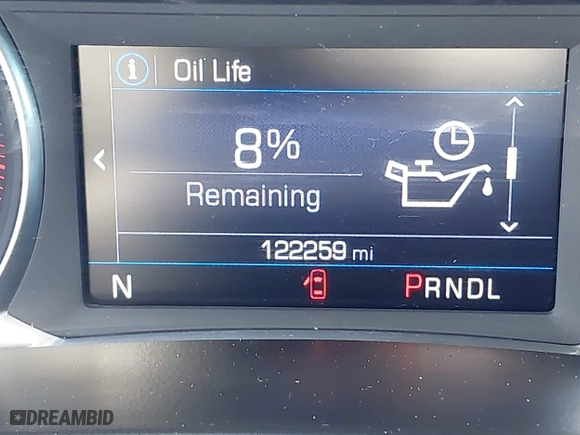 i Oil Life
8%
Remaining
122259 mi
N PRNDL
DREAMBID